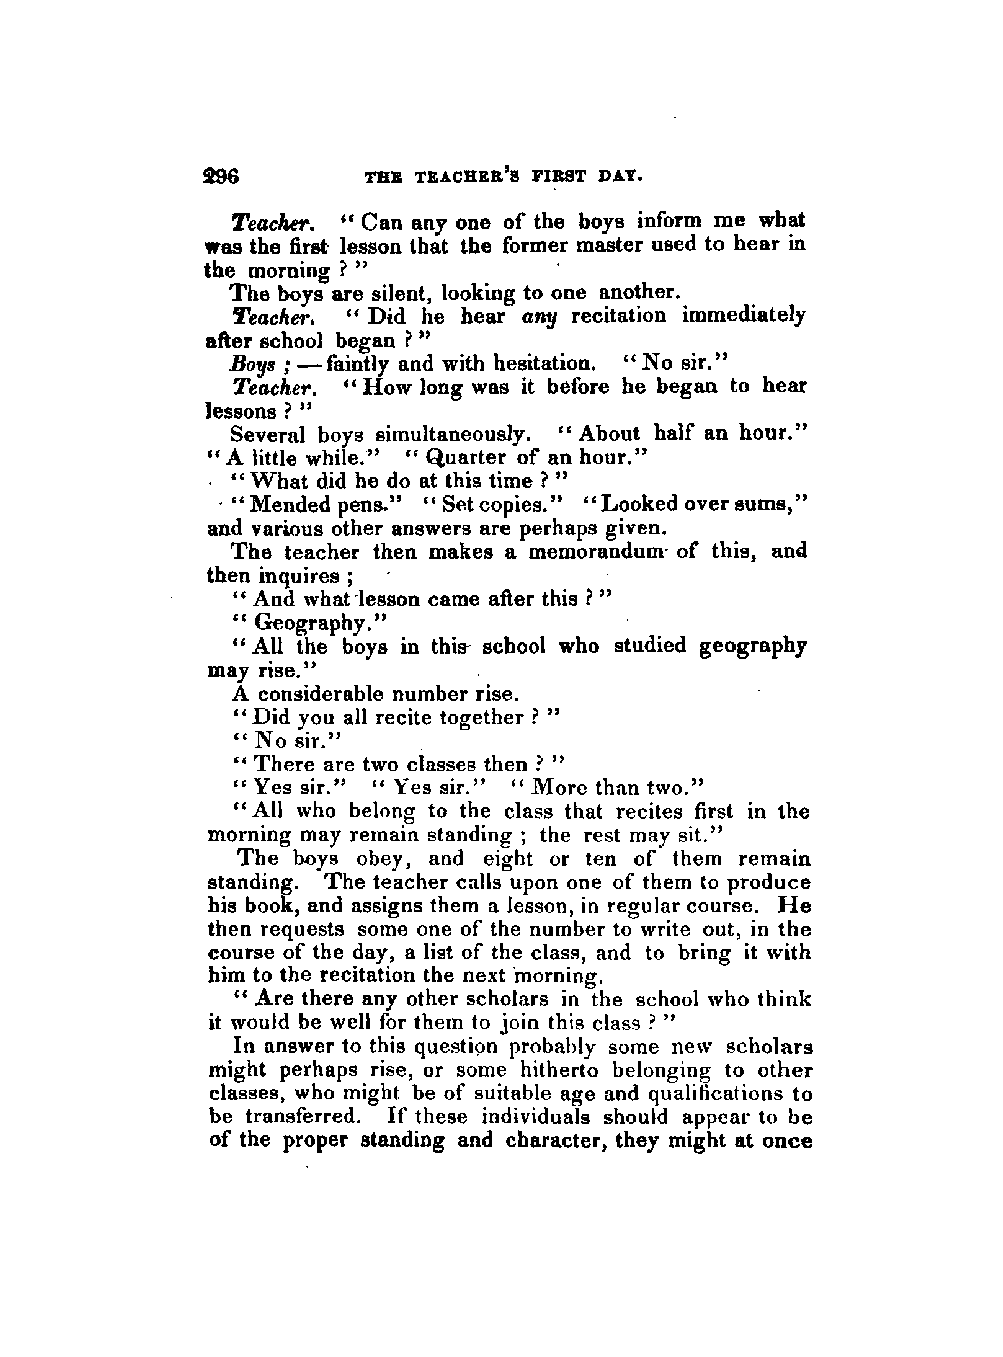 296 THE TEACHER'S FIRST DAY.
Teacher. “ Can any one of the boys inform me what
was the first lesson that the former master used to hear in
the morning ? ”
The boys are silent, looking to one another.
Teacher. “ Did he hear any recitation immediately
after school began ? ”
Boys ; — faintly and with hesitation. “ No sir.”
Teacher. “ How long was it before he began to hear
lessons ? ”
Several boys simultaneously. “ About half an hour.”
“ A little while.” “ Quarter of an hour.”
“ What did he do at this time ? ”
“ Mended pens.” “ Set copies.” “ Looked over sums,”
and various other answers are perhaps given.
The teacher then makes a memorandum of this, and
then inquires ;
“ And what lesson came after this ? ”
“ Geography.”
“ All the boys in this school who studied geography
may rise.”
A considerable number rise.
“ Did you all recite together ? ”
“ No sir.”
“ There are two classes then ? ”
“ Yes sir.” “ Yes sir.” “ More than two.”
“ All who belong to the class that recites first in the
morning may remain standing ; the rest may sit.”
The boys obey, and eight or ten of them remain
standing. The teacher calls upon one of them to produce
his book, and assigns them a lesson, in regular course. He
then requests some one of the number to write out, in the
course of the day, a list of the class, and to bring it with
him to the recitation the next morning.
“ Are there any other scholars in the school who think
it would be well for them to join this class ? ”
In answer to this question probably some new scholars
might perhaps rise, or some hitherto belonging to other
classes, who might be of suitable age and qualifications to
be transferred. If these individuals should appear to be
of the proper standing and character, they might at once